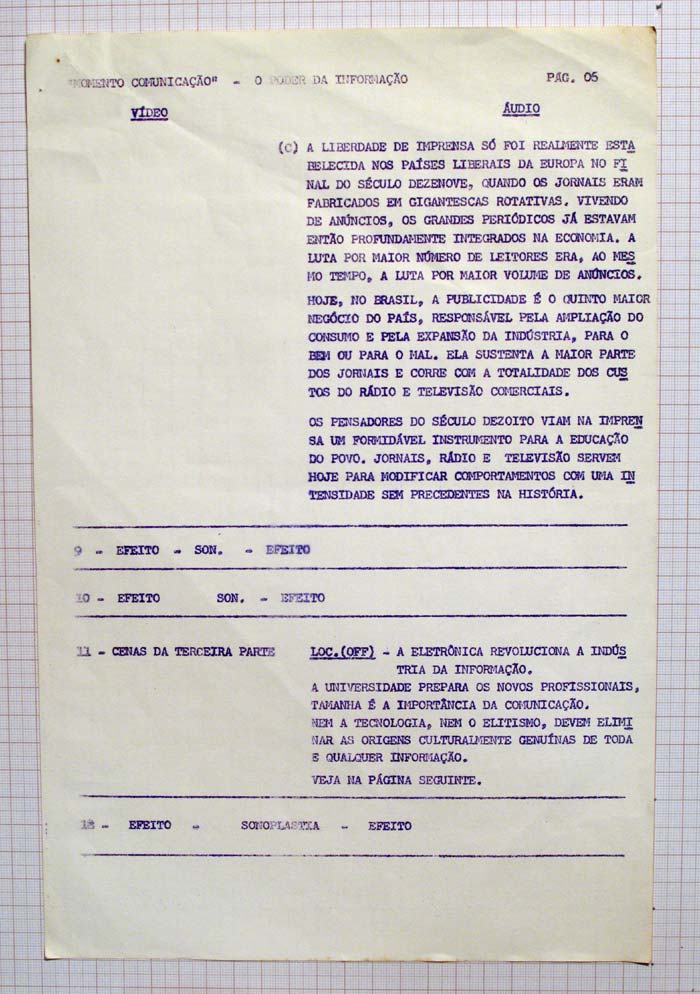 "MOMENTO COMUNICAÇÃO" - O PODER DA INFORMAÇÃO PÁG. 05
VÍDEO ÁUDIO
(C) A LIBERDADE DE IMPRENSA SÓ FOI REALMENTE ESTA
BELECIDA NOS PAÍSES LIBERAIS DA EUROPA NO FI
NAL DO SÉCULO DEZENOVE, QUANDO OS JORNAIS ERAM
FABRICADOS EM GIGANTESCAS ROTATIVAS. VIVENDO
DE ANÚNCIOS, OS GRANDES PERIÓDICOS JÁ ESTAVAM
ENTÃO PROFUNDAMENTE INTEGRADOS NA ECONOMIA. A
LUTA POR MAIOR NÚMERO DE LEITORES ERA, AO MES
MO TEMPO, A LUTA POR MAIOR VOLUME DE ANÚNCIOS.
HOJE, NO BRASIL, A PUBLICIDADE É O QUINTO MAIOR
NEGÓCIO DO PAÍS, RESPONSÁVEL PELA AMPLIAÇÃO DO
CONSUMO E PELA EXPANSÃO DA INDÚSTRIA, PARA O
BEM OU PARA O MAL. ELA SUSTENTA A MAIOR PARTE
DOS JORNAIS E CORRE COM A TOTALIDADE DOS CUS
TOS DO RÁDIO E TELEVISÃO COMERCIAIS.
OS PENSADORES DO SÉCULO DEZOITO VIAM NA IMPREN
SA UM FORMIDÁVEL INSTRUMENTO PARA A EDUCAÇÃO
DO POVO. JORNAIS, RÁDIO E TELEVISÃO SERVEM
HOJE PARA MODIFICAR COMPORTAMENTOS COM UMA IN
TENSIDADE SEM PRECEDENTES NA HISTÓRIA.
9 - EFEITO - SON. - EFEITO
10 - EFEITO SON. - EFEITO
11 - CENAS DA TERCEIRA PARTE LOC.(OFF) - A ELETRÔNICA REVOLUCIONA A INDÚS
TRIA DA INFORMAÇÃO.
A UNIVERSIDADE PREPARA OS NOVOS PROFISSIONAIS,
TAMANHA É A IMPORTÂNCIA DA COMUNICAÇÃO.
NEM A TECNOLOGIA, NEM O ELITISMO, DEVEM ELIMI
NAR AS ORIGENS CULTURALMENTE GENUÍNAS DE TODA
E QUALQUER INFORMAÇÃO.
VEJA NA PÁGINA SEGUINTE.
12 - EFEITO - SONOPLASTIA - EFEITO